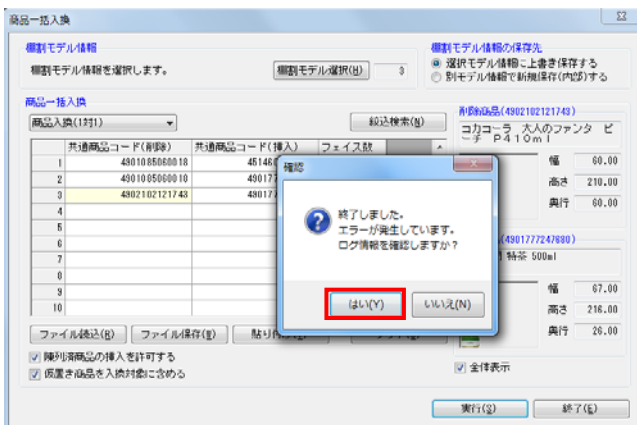 商品一括入換
棚割モデル情報
棚割モデル情報を選択します。
棚割モデル選択(H)
3
棚割モデル情報の保存先
選択モデル情報に上書き保存する
別モデル情報で新規保存(内部)する
商品一括入換
商品入換(1対1)
絞込検索(N)
共通商品コード(削除) 共通商品コード(挿入) フェイス数
1 4901085060018 45146
2 4901085060018 490177
3 4902102121743 490177
4
5
6
7
8
9
10
ファイル読込(R) ファイル保存(T)
陳列済商品の挿入を許可する
仮置き商品を入換対象に含める
削除商品(4902102121743)
コカコーラ 大人のファンタ ピ
ーチ P410ml
幅 60.00
高さ 210.00
奥行 60.00
(4901777247680)
特茶 500ml
幅 67.00
高さ 216.00
奥行 26.00
全体表示
確認
終了しました。
エラーが発生しています。
ログ情報を確認しますか?
はい(Y) いいえ(N)
実行(S) 終了(E)